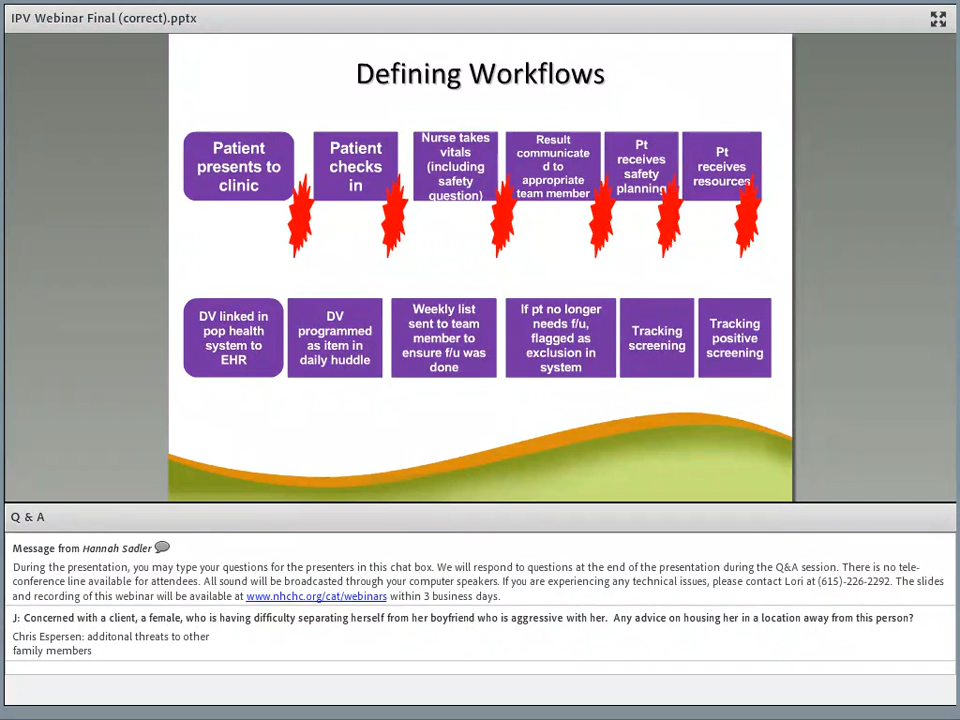 IPV Webinar Final (correct).pptx
Defining Workflows
Patient
presents to
clinic
Patient
checks
in
Nurse takes
vitals
(including
safety
question)
Result
communicate
d to
appropriate
team member
Pt
receives
safety
planning
Pt
receives
resources
DV linked in
pop health
system to
EHR
DV
programmed
as item in
daily huddle
Weekly list
sent to team
member to
ensure f/u was
done
If pt no longer
needs f/u,
flagged as
exclusion in
system
Tracking
screening
Tracking
positive
screening
Q & A
Message from Hannah Sadler
During the presentation, you may type your questions for the presenters in this chat box. We will respond to questions at the end of the presentation during the Q&A session. There is no tele-
conference line available for attendees. All sound will be broadcasted through your computer speakers. If you are experiencing any technical issues, please contact Lori at (615)-226-2292. The slides
and recording of this webinar will be available at www.nhchc.org/cat/webinars within 3 business days.
J: Concerned with a client, a female, who is having difficulty separating herself from her boyfriend who is aggressive with her. Any advice on housing her in a location away from this person?
Chris Espersen: additonal threats to other
family members